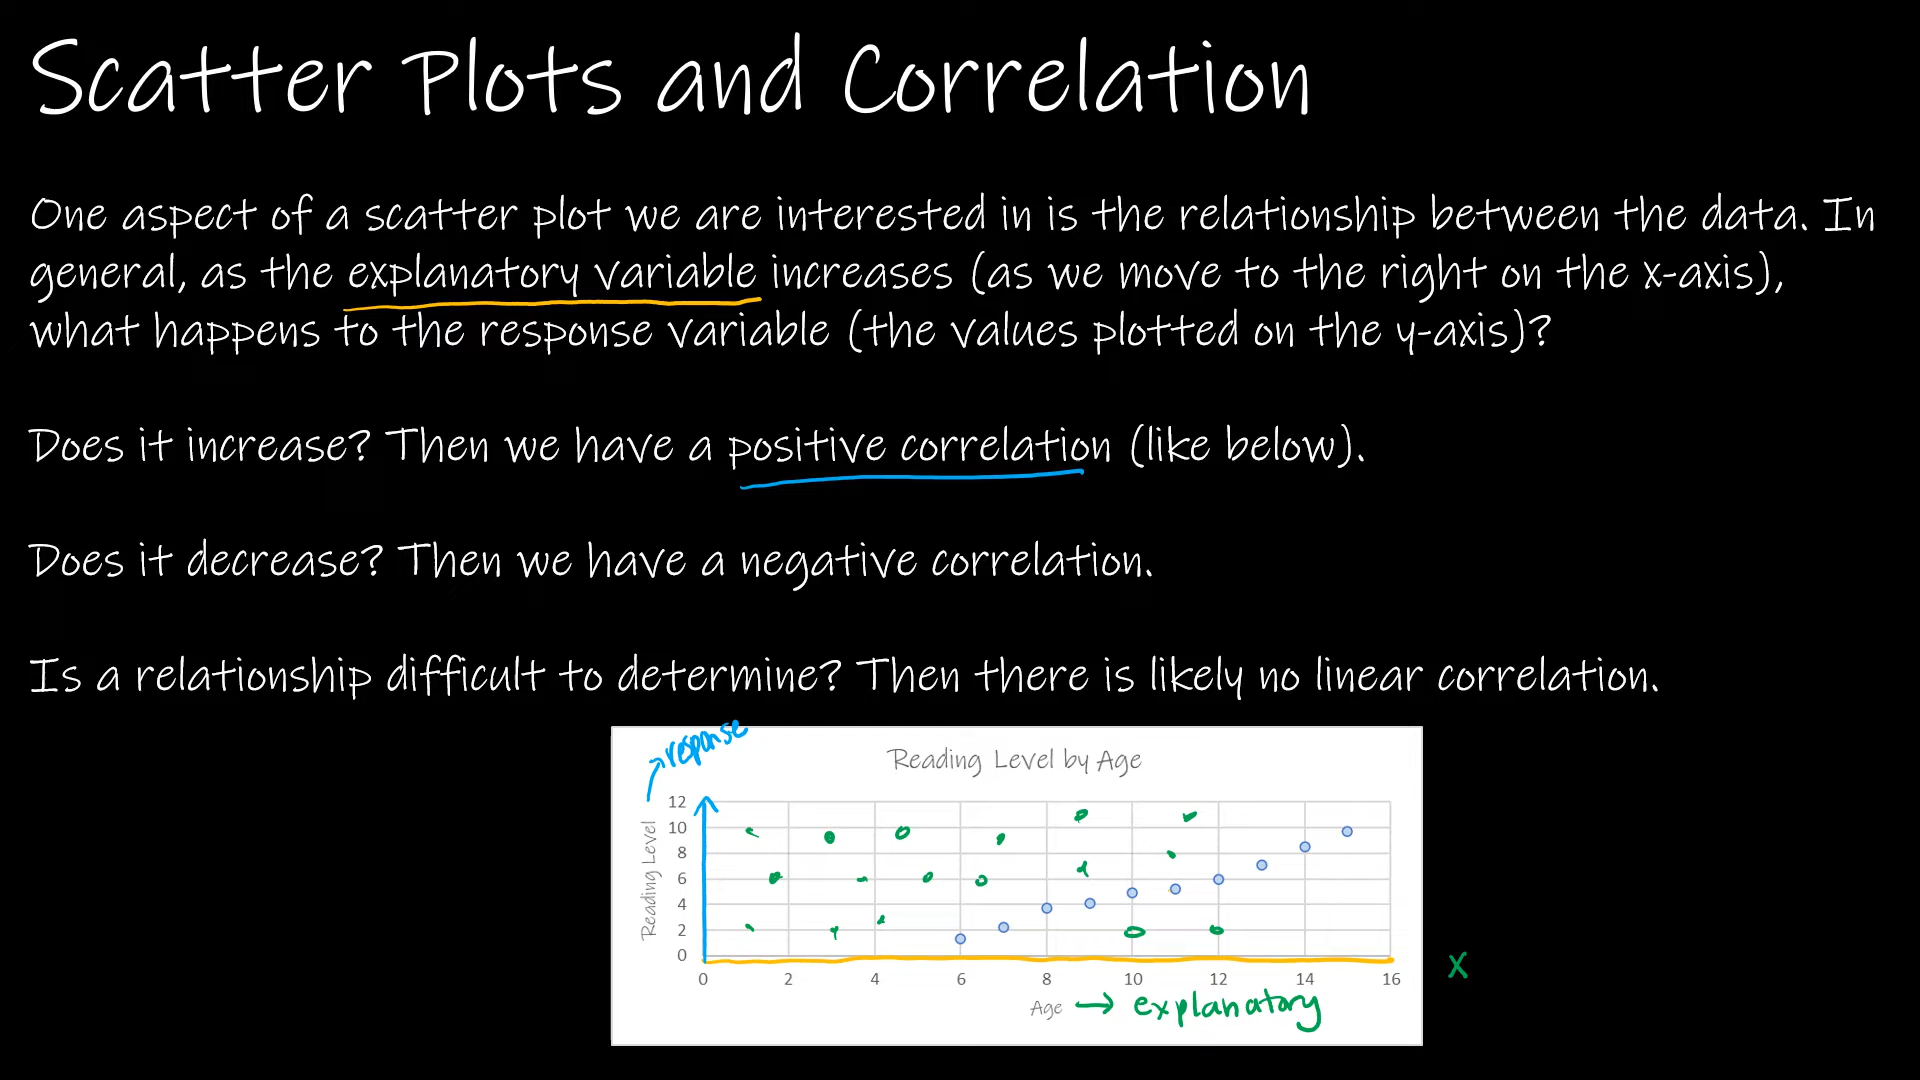 Scatter Plots and Correlation
One aspect of a scatter plot we are interested in is the relationship between the data. In
general, as the explanatory variable increases (as we move to the right on the x-axis),
what happens to the response variable (the values plotted on the y-axis)?
Does it increase? Then we have a positive correlation (like below).
Does it decrease? Then we have a negative correlation.
Is a relationship difficult to determine? Then there is likely no linear correlation.
response
Reading Level by Age
Reading Level
12
10
8
6
4
2
0
0 2 4 6 8 10 12 14 16
x
Age → explanatory